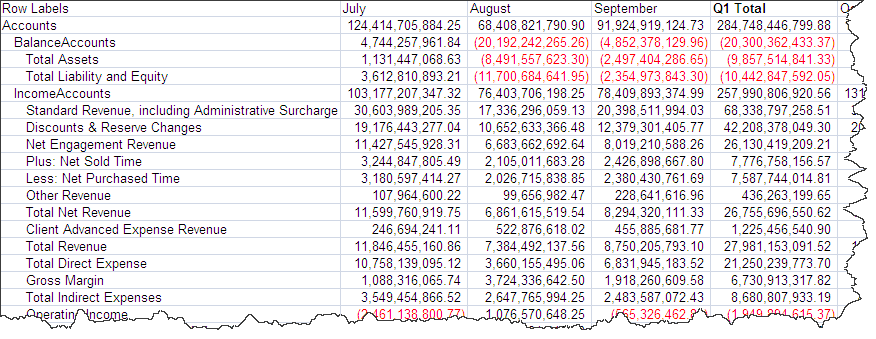 Row Labels July August September Q1 Total
Accounts 124,414,705,884.25 68,408,821,790.90 91,924,919,124.73 284,748,446,799.88
BalanceAccounts 4,744,257,961.84 (20,192,242,265.26) (4,852,378,129.96) (20,300,362,433.37)
Total Assets 1,131,447,068.63 (8,491,557,623.30) (2,497,404,286.65) (9,857,514,841.33)
Total Liability and Equity 3,612,810,893.21 (11,700,684,641.95) (2,354,973,843.30) (10,442,847,592.05)
IncomeAccounts 103,177,207,347.32 76,403,706,198.25 78,409,893,374.99 257,990,806,920.56 131
Standard Revenue, including Administrative Surcharge 30,603,989,205.35 17,336,296,059.13 20,398,511,994.03 68,338,797,258.51
Discounts & Reserve Changes 19,176,443,277.04 10,652,633,366.48 12,379,301,405.77 42,208,378,049.30
Net Engagement Revenue 11,427,545,928.31 6,683,662,692.64 8,019,210,588.26 26,130,419,209.21
Plus: Net Sold Time 3,244,847,805.49 2,105,011,683.28 2,426,898,667.80 7,776,758,156.57
Less: Net Purchased Time 3,180,597,414.27 2,026,715,838.85 2,380,430,761.69 7,587,744,014.81
Other Revenue 107,964,600.22 99,656,982.47 228,641,616.96 436,263,199.65
Total Net Revenue 11,599,760,919.75 6,861,615,519.54 8,294,320,111.33 26,755,696,550.62
Client Advanced Expense Revenue 246,694,241.11 522,876,618.02 455,885,681.77 1,225,456,540.90
Total Revenue 11,846,455,160.86 7,384,492,137.56 8,750,205,793.10 27,981,153,091.52
Total Direct Expense 10,758,139,095.12 3,660,155,495.06 6,831,945,183.52 21,250,239,773.70
Gross Margin 1,088,316,065.74 3,724,336,642.50 1,918,260,609.58 6,730,913,317.82
Total Indirect Expenses 3,549,454,866.52 2,647,765,994.25 2,483,587,072.43 8,680,807,933.19
Operating Income 1,076,570,648.25